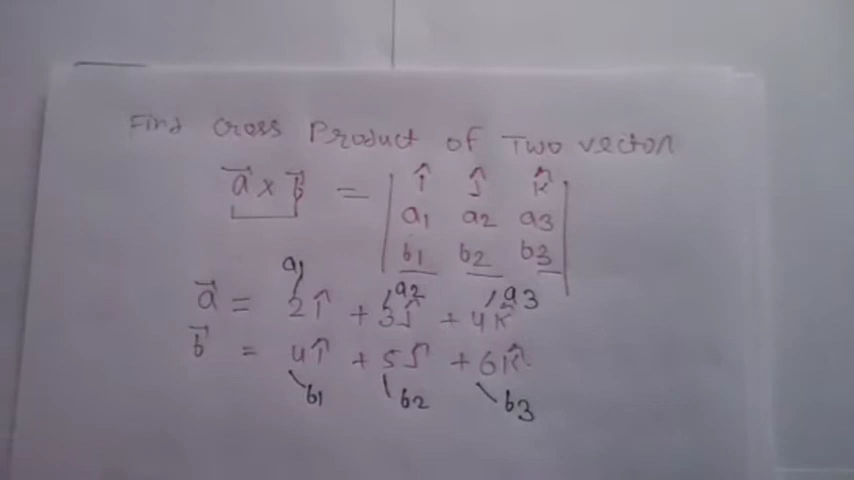 Find Cross Product of Two vector
a⃗ × b⃗ = | î ĵ k̂ |
| a1 a2 a3 |
| b1 b2 b3 |
a1 a2 a3
a⃗ = 2î + 3ĵ + 4k̂
b⃗ = 4î + 5ĵ + 6k̂
b1 b2 b3